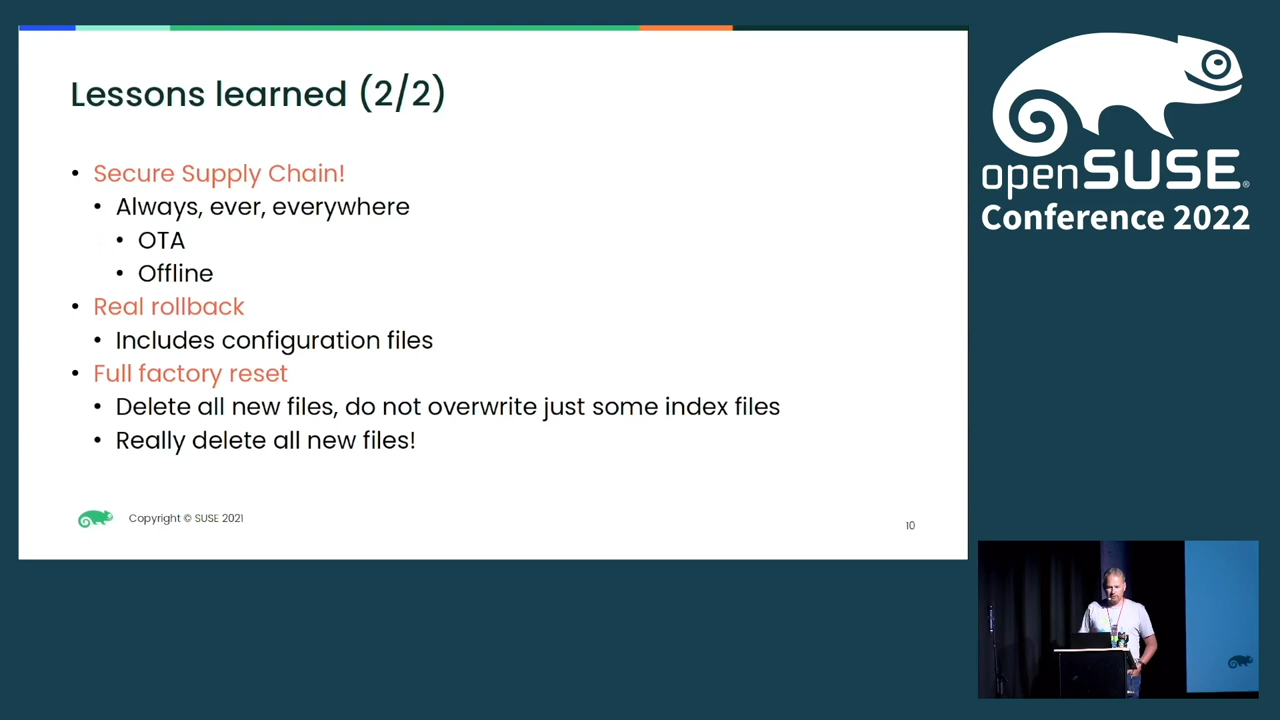 Lessons learned (2/2)
• Secure Supply Chain!
• Always, ever, everywhere
• OTA
• Offline
• Real rollback
• Includes configuration files
• Full factory reset
• Delete all new files, do not overwrite just some index files
• Really delete all new files!
Copyright © SUSE 2021
10
openSUSE®
Conference 2022